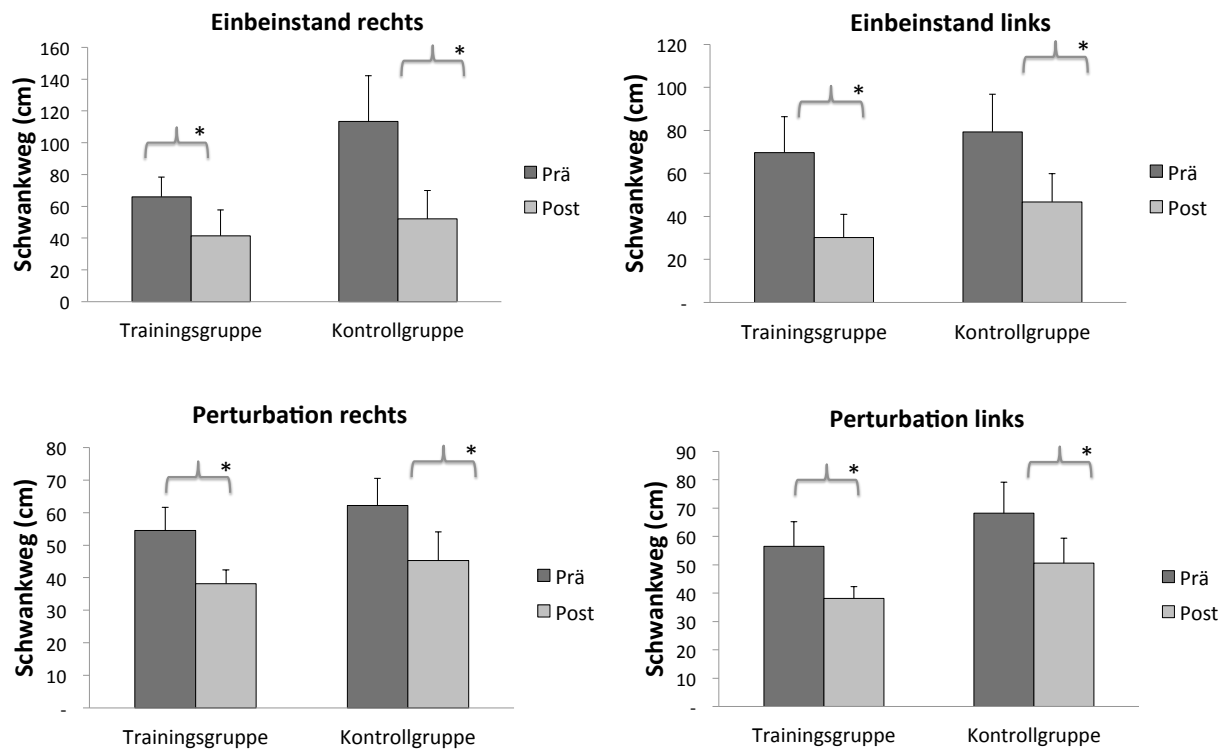 Einbeinstand rechts
Schwankweg (cm)
160
140
120
100
80
60
40
20
0
*
*
Prä
Post
Trainingsgruppe
Kontrollgruppe
Einbeinstand links
Schwankweg (cm)
120
100
80
60
40
20
-
*
*
Prä
Post
Trainingsgruppe
Kontrollgruppe
Perturbation rechts
Schwankweg (cm)
80
70
60
50
40
30
20
10
-
*
*
Prä
Post
Trainingsgruppe
Kontrollgruppe
Perturbation links
Schwankweg (cm)
90
80
70
60
50
40
30
20
10
-
*
*
Prä
Post
Trainingsgruppe
Kontrollgruppe